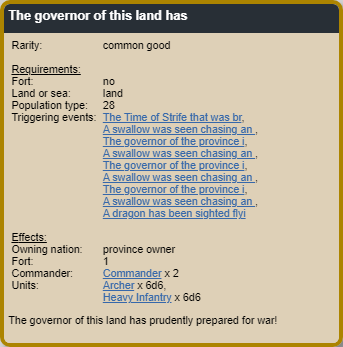 The governor of this land has
Rarity: common good
Requirements:
Fort: no
Land or sea: land
Population type: 28
Triggering events: The Time of Strife that was br,
A swallow was seen chasing an ,
The governor of the province i,
A swallow was seen chasing an ,
The governor of the province i,
A swallow was seen chasing an ,
The governor of the province i,
A swallow was seen chasing an ,
A dragon has been sighted flyi
Effects:
Owning nation: province owner
Fort: 1
Commander: Commander x 2
Units: Archer x 6d6,
Heavy Infantry x 6d6
The governor of this land has prudently prepared for war!